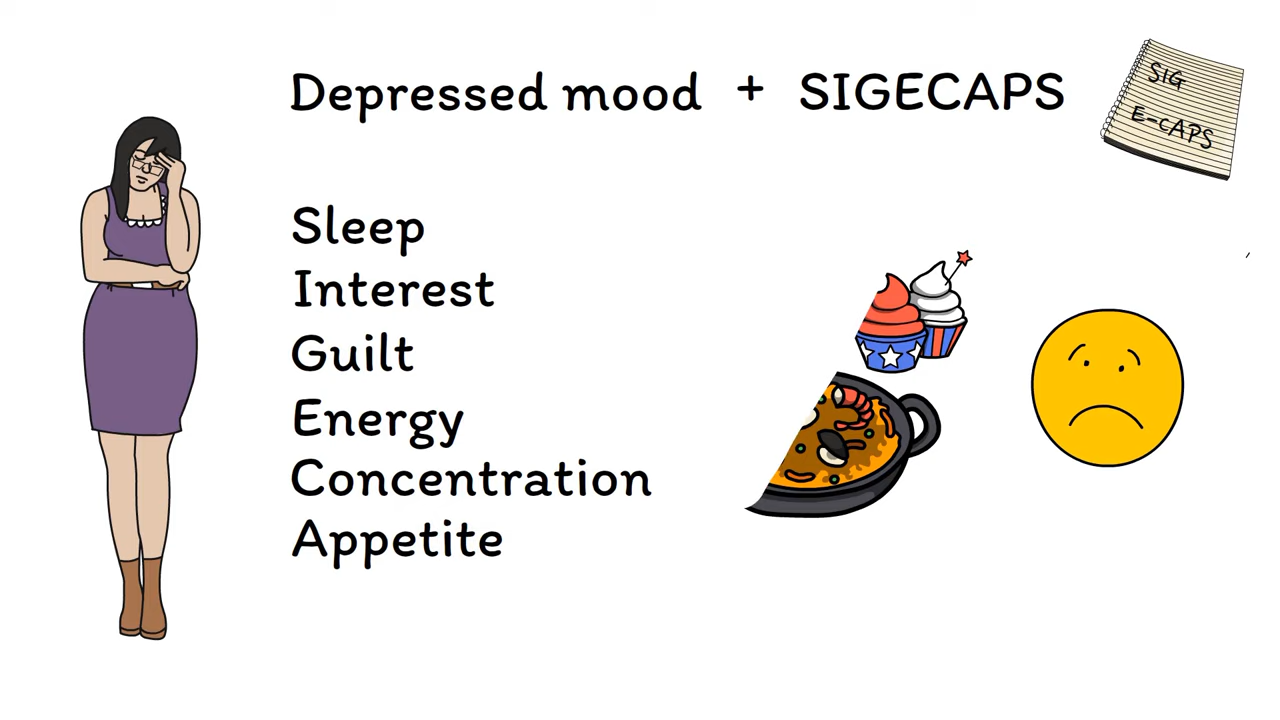 Depressed mood + SIGECAPS
SIG
E-CAPS
Sleep
Interest
Guilt
Energy
Concentration
Appetite